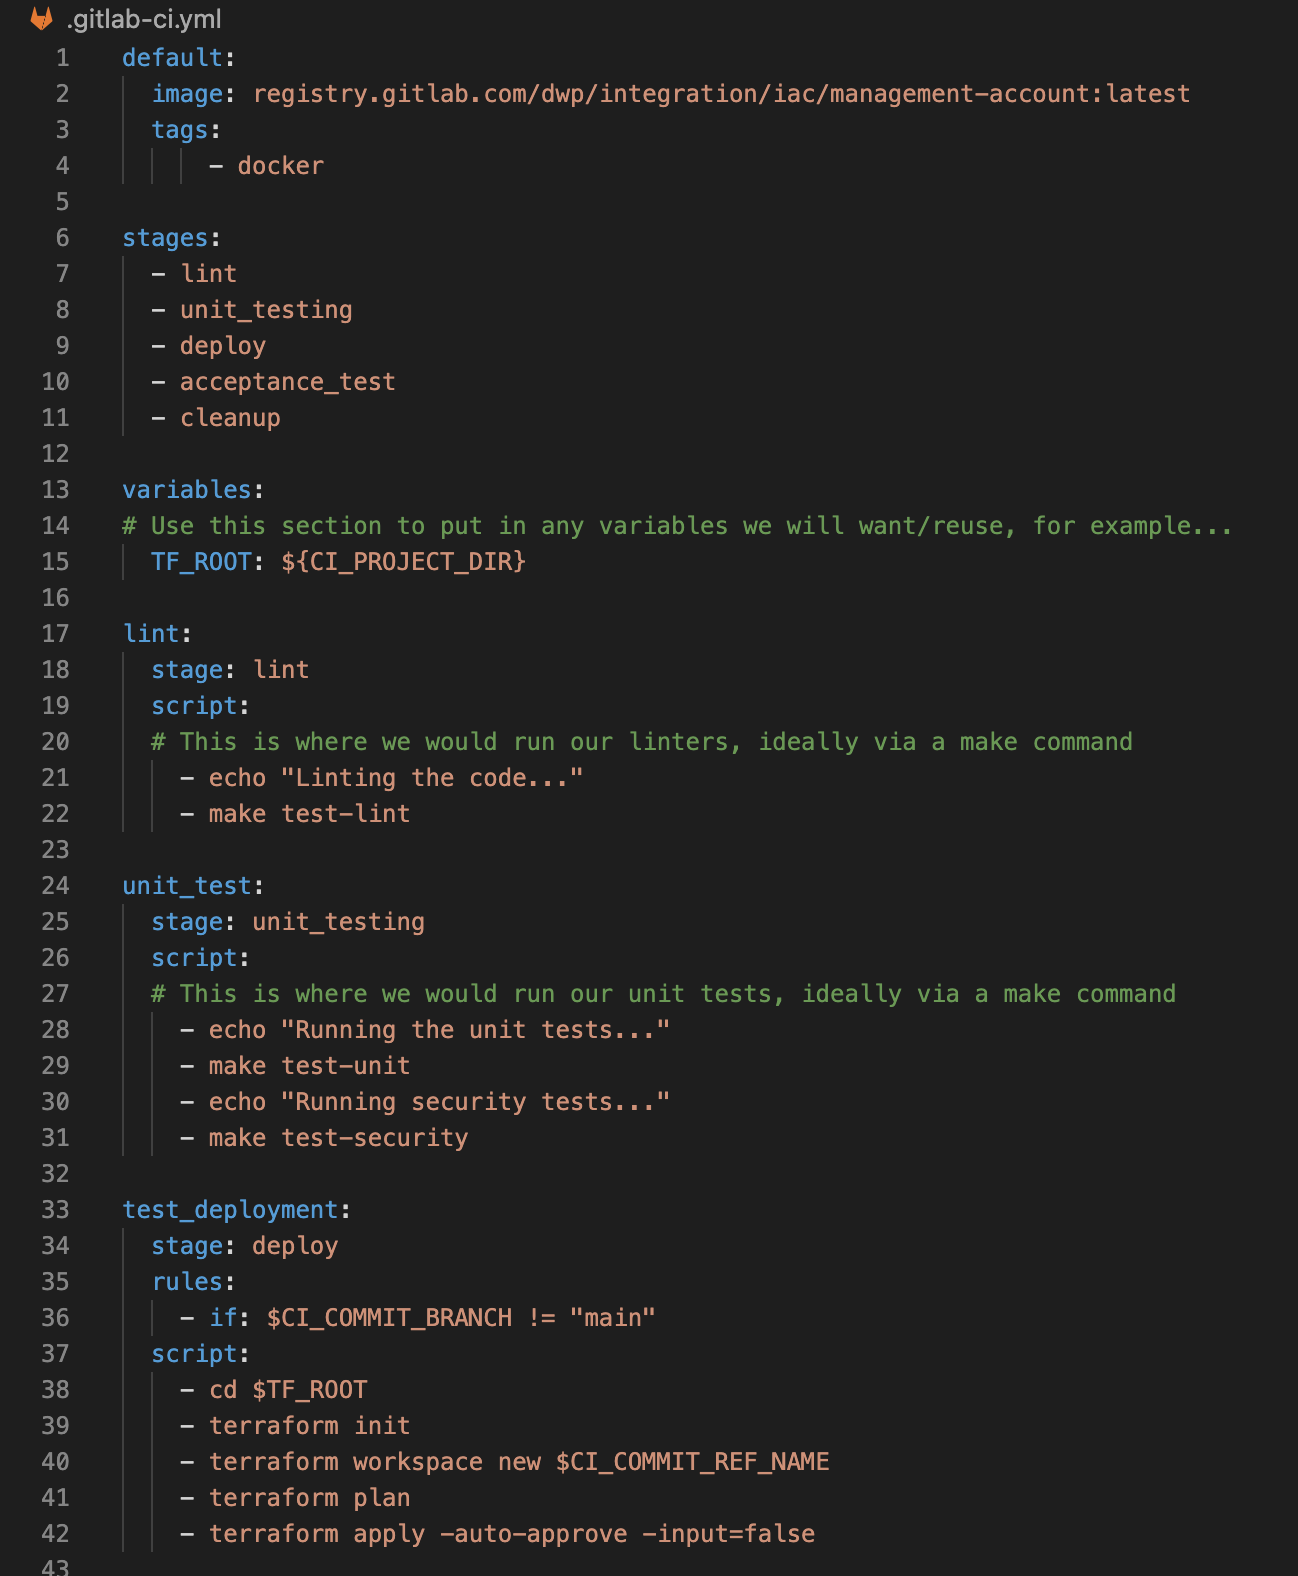 .gitlab-ci.yml
1 default:
2   image: registry.gitlab.com/dwp/integration/iac/management-account:latest
3   tags:
4       - docker
5
6 stages:
7   - lint
8   - unit_testing
9   - deploy
10   - acceptance_test
11   - cleanup
12
13 variables:
14 # Use this section to put in any variables we will want/reuse, for example...
15   TF_ROOT: ${CI_PROJECT_DIR}
16
17 lint:
18   stage: lint
19   script:
20   # This is where we would run our linters, ideally via a make command
21     - echo "Linting the code..."
22     - make test-lint
23
24 unit_test:
25   stage: unit_testing
26   script:
27   # This is where we would run our unit tests, ideally via a make command
28     - echo "Running the unit tests..."
29     - make test-unit
30     - echo "Running security tests..."
31     - make test-security
32
33 test_deployment:
34   stage: deploy
35   rules:
36     - if: $CI_COMMIT_BRANCH != "main"
37   script:
38     - cd $TF_ROOT
39     - terraform init
40     - terraform workspace new $CI_COMMIT_REF_NAME
41     - terraform plan
42     - terraform apply -auto-approve -input=false
43